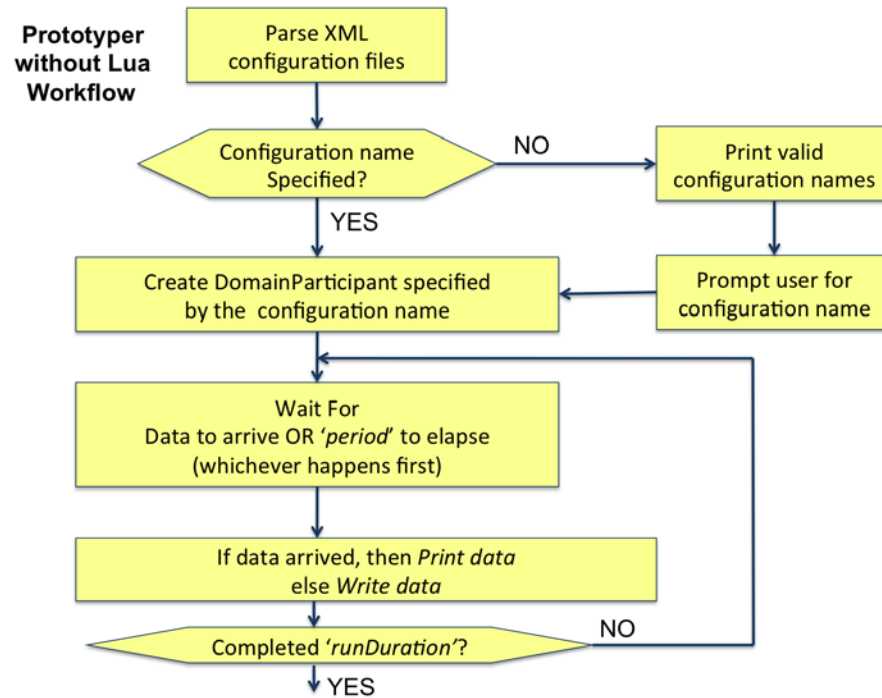 Prototyper
without Lua
Workflow
Parse XML
configuration files
Configuration name
Specified?
NO
Print valid
configuration names
YES
Prompt user for
configuration name
Create DomainParticipant specified
by the configuration name
Wait For
Data to arrive OR ‘period’ to elapse
(whichever happens first)
If data arrived, then Print data
else Write data
Completed ‘runDuration’?
NO
YES